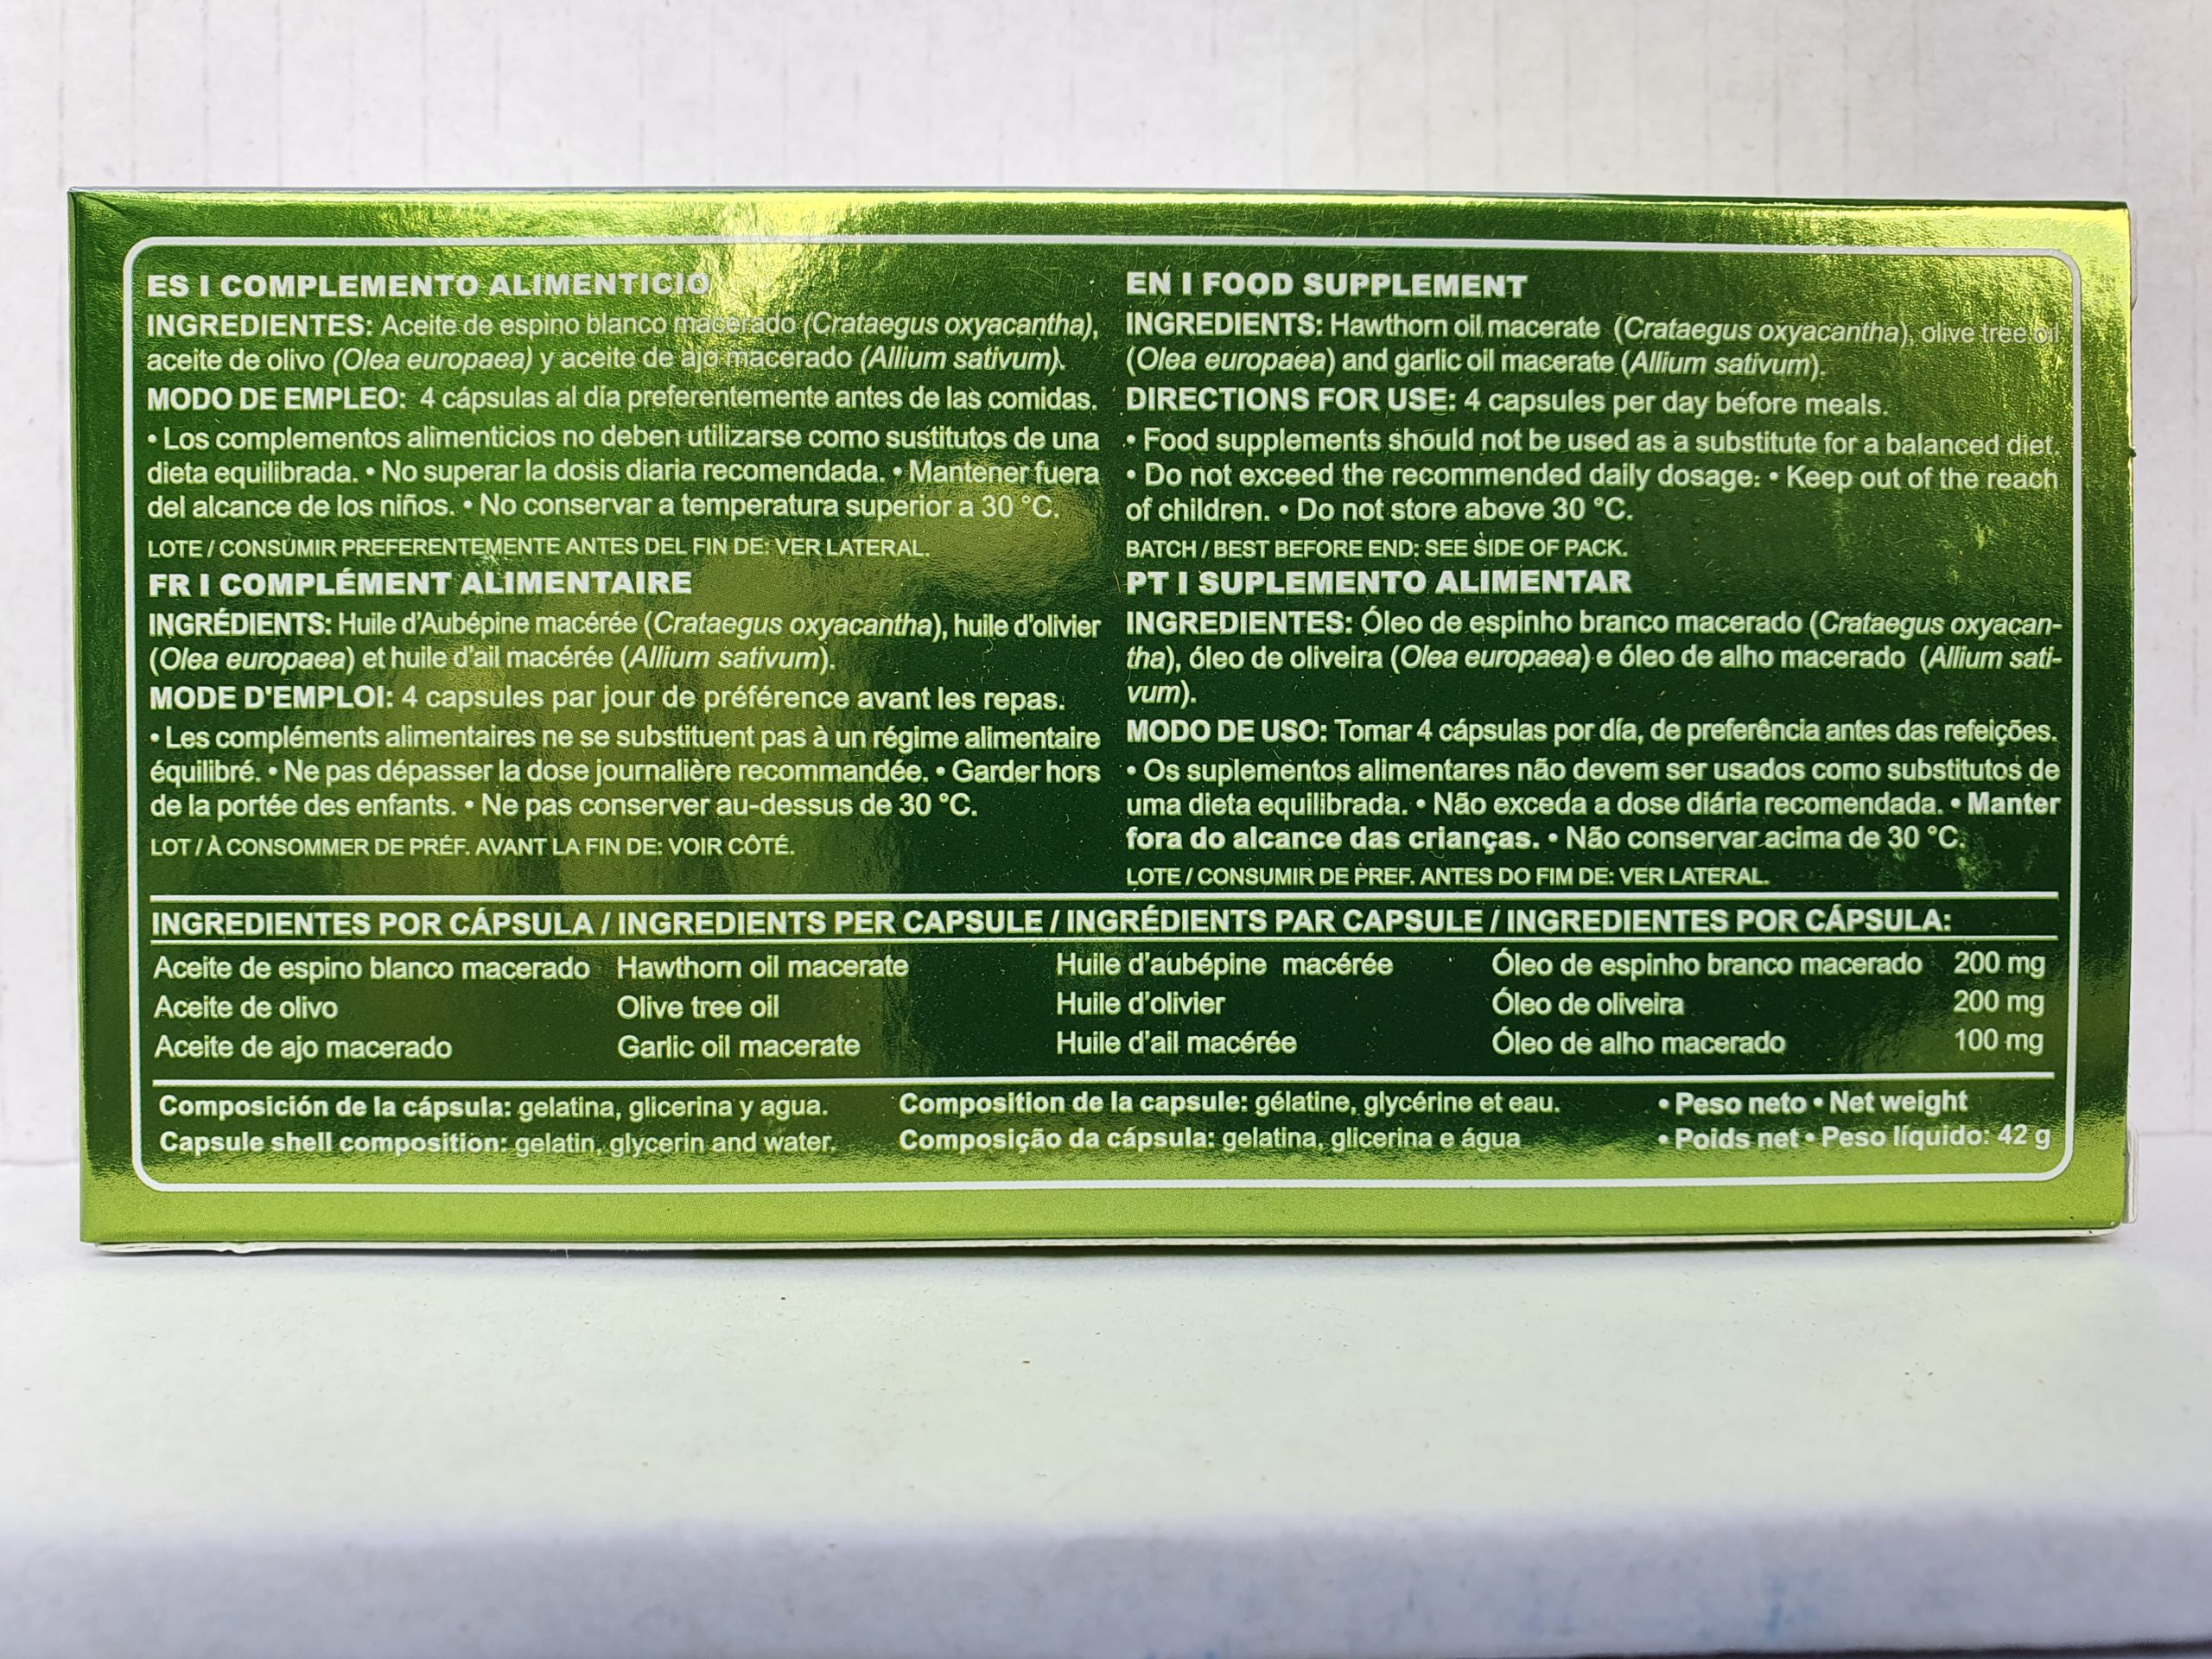 ES I COMPLEMENTO ALIMENTICIO
INGREDIENTES: Aceite de espino blanco macerado (Crataegus oxyacantha),
aceite de olivo (Olea europaea) y aceite de ajo macerado (Allium sativum).
MODO DE EMPLEO: 4 cápsulas al día preferentemente antes de las comidas.
• Los complementos alimenticios no deben utilizarse como sustitutos de una
dieta equilibrada. • No superar la dosis diaria recomendada. • Mantener fuera
del alcance de los niños. • No conservar a temperatura superior a 30 °C.
LOTE / CONSUMIR PREFERENTEMENTE ANTES DEL FIN DE: VER LATERAL.
EN I FOOD SUPPLEMENT
INGREDIENTS: Hawthorn oil macerate (Crataegus oxyacantha), olive tree oil
(Olea europaea) and garlic oil macerate (Allium sativum).
DIRECTIONS FOR USE: 4 capsules per day before meals.
• Food supplements should not be used as a substitute for a balanced diet.
• Do not exceed the recommended daily dosage. • Keep out of the reach
of children. • Do not store above 30 °C.
BATCH / BEST BEFORE END: SEE SIDE OF PACK.
FR I COMPLÉMENT ALIMENTAIRE
INGRÉDIENTS: Huile d'Aubépine macérée (Crataegus oxyacantha), huile d'olivier
(Olea europaea) et huile d'ail macérée (Allium sativum).
MODE D'EMPLOI: 4 capsules par jour de préférence avant les repas.
• Les compléments alimentaires ne se substituent pas à un régime alimentaire
équilibré. • Ne pas dépasser la dose journalière recommandée. • Garder hors
de la portée des enfants. • Ne pas conserver au-dessus de 30 °C.
LOT / À CONSOMMER DE PRÉF. AVANT LA FIN DE: VOIR CÔTÉ.
PT I SUPLEMENTO ALIMENTAR
INGREDIENTES: Óleo de espinho branco macerado (Crataegus oxyacan-
tha), óleo de oliveira (Olea europaea) e óleo de alho macerado (Allium sati-
vum).
MODO DE USO: Tomar 4 cápsulas por día, de preferência antes das refeições.
• Os suplementos alimentares não devem ser usados como substitutos de
uma dieta equilibrada. • Não exceda a dose diária recomendada. • Manter
fora do alcance das crianças. • Não conservar acima de 30 °C.
LOTE / CONSUMIR DE PREF. ANTES DO FIM DE: VER LATERAL.
INGREDIENTES POR CÁPSULA / INGREDIENTS PER CAPSULE / INGRÉDIENTS PAR CAPSULE / INGREDIENTES POR CÁPSULA:
Aceite de espino blanco macerado Hawthorn oil macerate Huile d'aubépine macérée Óleo de espinho branco macerado 200 mg
Aceite de olivo Olive tree oil Huile d'olivier Óleo de oliveira 200 mg
Aceite de ajo macerado Garlic oil macerate Huile d'ail macérée Óleo de alho macerado 100 mg
Composición de la cápsula: gelatina, glicerina y agua. Composition de la capsule: gélatine, glycérine et eau. • Peso neto • Net weight
Capsule shell composition: gelatin, glycerin and water. Composição da cápsula: gelatina, glicerina e água • Poids net • Peso líquido: 42 g